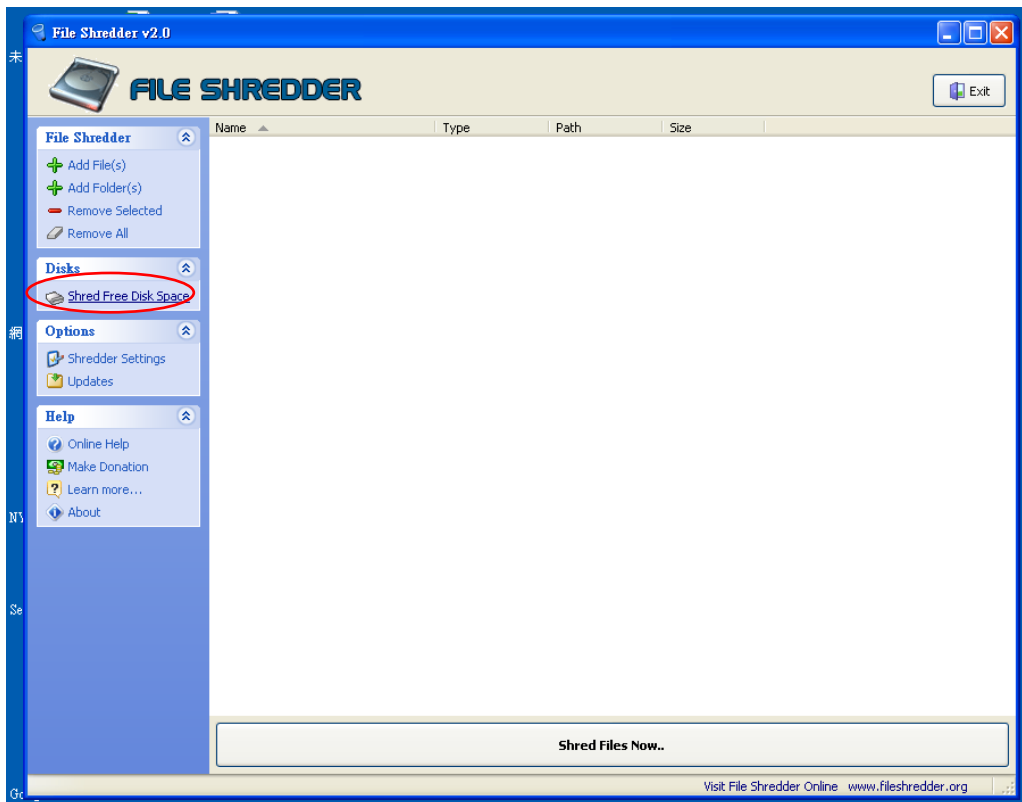 File Shredder v2.0
未
FILE SHREDDER
Exit
File Shredder
Name Type Path Size
Add File(s)
Add Folder(s)
Remove Selected
Remove All
Disks
Shred Free Disk Space
網
Options
Shredder Settings
Updates
Help
Online Help
Make Donation
Learn more...
About
NY
Se
Shred Files Now..
Visit File Shredder Online www.fileshredder.org
Go